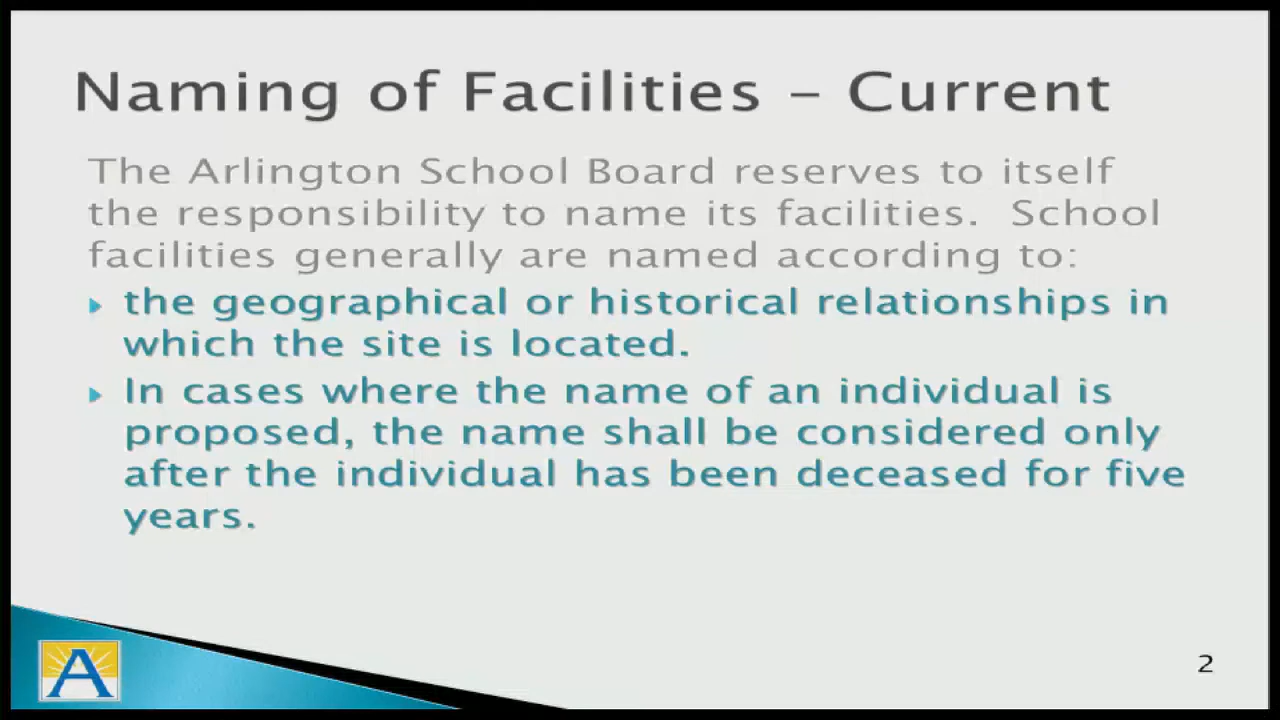 Naming of Facilities – Current
The Arlington School Board reserves to itself
the responsibility to name its facilities. School
facilities generally are named according to:
the geographical or historical relationships in
which the site is located.
In cases where the name of an individual is
proposed, the name shall be considered only
after the individual has been deceased for five
years.
A
2